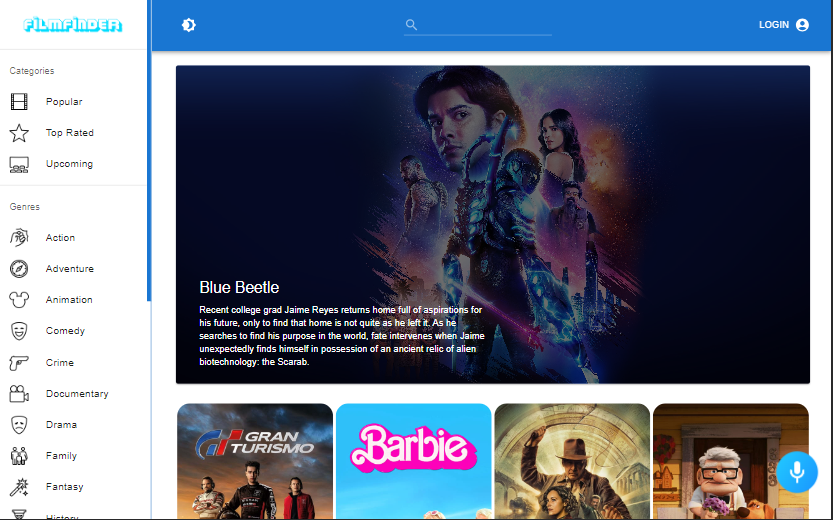 FiLMFiNDER
LOGIN
Categories
Popular
Top Rated
Upcoming
Genres
Action
Adventure
Animation
Comedy
Crime
Documentary
Drama
Family
Fantasy
History
Blue Beetle
Recent college grad Jaime Reyes returns home full of aspirations for
his future, only to find that home is not quite as he left it. As he
searches to find his purpose in the world, fate intervenes when Jaime
unexpectedly finds himself in possession of an ancient relic of alien
biotechnology: the Scarab.
GRAN
TURISMO
Barbie